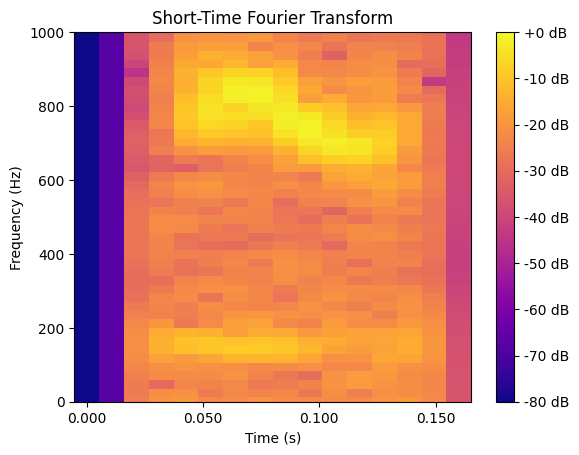 Short-Time Fourier Transform
1000
800
600
400
200
0
Frequency (Hz)
0.000
0.050
0.100
0.150
Time (s)
+0 dB
-10 dB
-20 dB
-30 dB
-40 dB
-50 dB
-60 dB
-70 dB
-80 dB